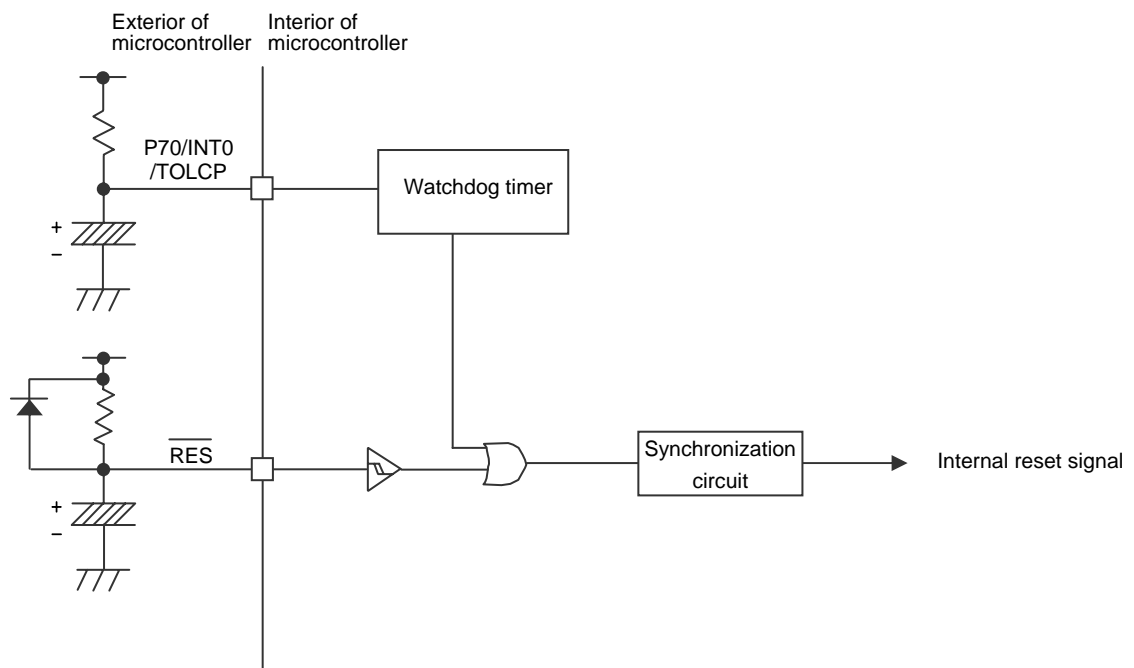 Exterior of
microcontroller
Interior of
microcontroller
P70/INT0
/TOLCP
Watchdog timer
+
−
RES
Synchronization
circuit
Internal reset signal
+
−